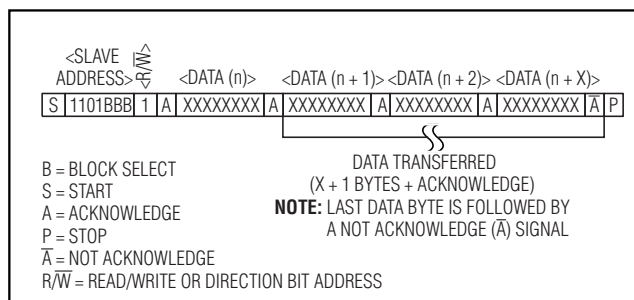 <SLAVE ADDRESS> <R/W̅> <DATA (n)> <DATA (n + 1)> <DATA (n + 2)> <DATA (n + X)>
S 1101BBB 1 A XXXXXXXX A XXXXXXXX A XXXXXXXX A XXXXXXXX A̅ P
B = BLOCK SELECT
S = START
A = ACKNOWLEDGE
P = STOP
A̅ = NOT ACKNOWLEDGE
R/W̅ = READ/WRITE OR DIRECTION BIT ADDRESS
DATA TRANSFERRED
(X + 1 BYTES + ACKNOWLEDGE)
NOTE: LAST DATA BYTE IS FOLLOWED BY
A NOT ACKNOWLEDGE (A̅) SIGNAL